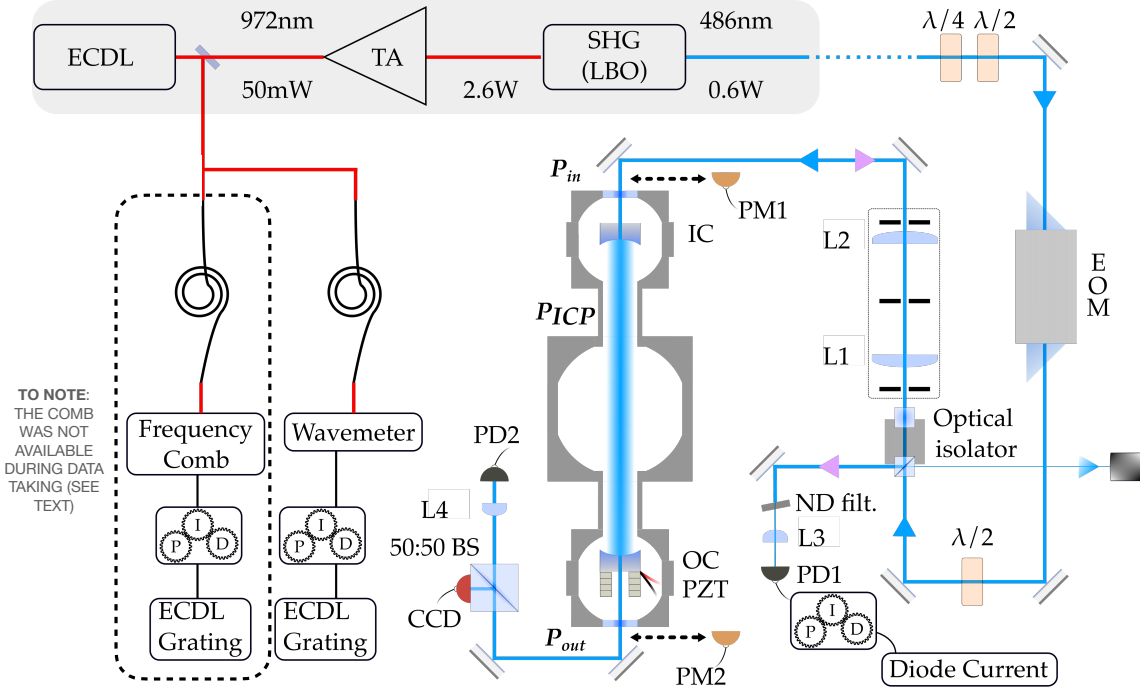 972nm
486nm
λ/4
λ/2
ECDL
TA
SHG
(LBO)
50mW
2.6W
0.6W
P_in
PM1
IC
L2
E
O
M
P_ICP
L1
TO NOTE:
THE COMB
WAS NOT
AVAILABLE
DURING DATA
TAKING (SEE
TEXT)
Frequency
Comb
Wavemeter
PD2
Optical
isolator
L4
ND filt.
I
P
D
I
P
D
50:50 BS
L3
λ/2
OC
PZT
PD1
CCD
ECDL
Grating
ECDL
Grating
I
P
D
P_out
PM2
Diode Current